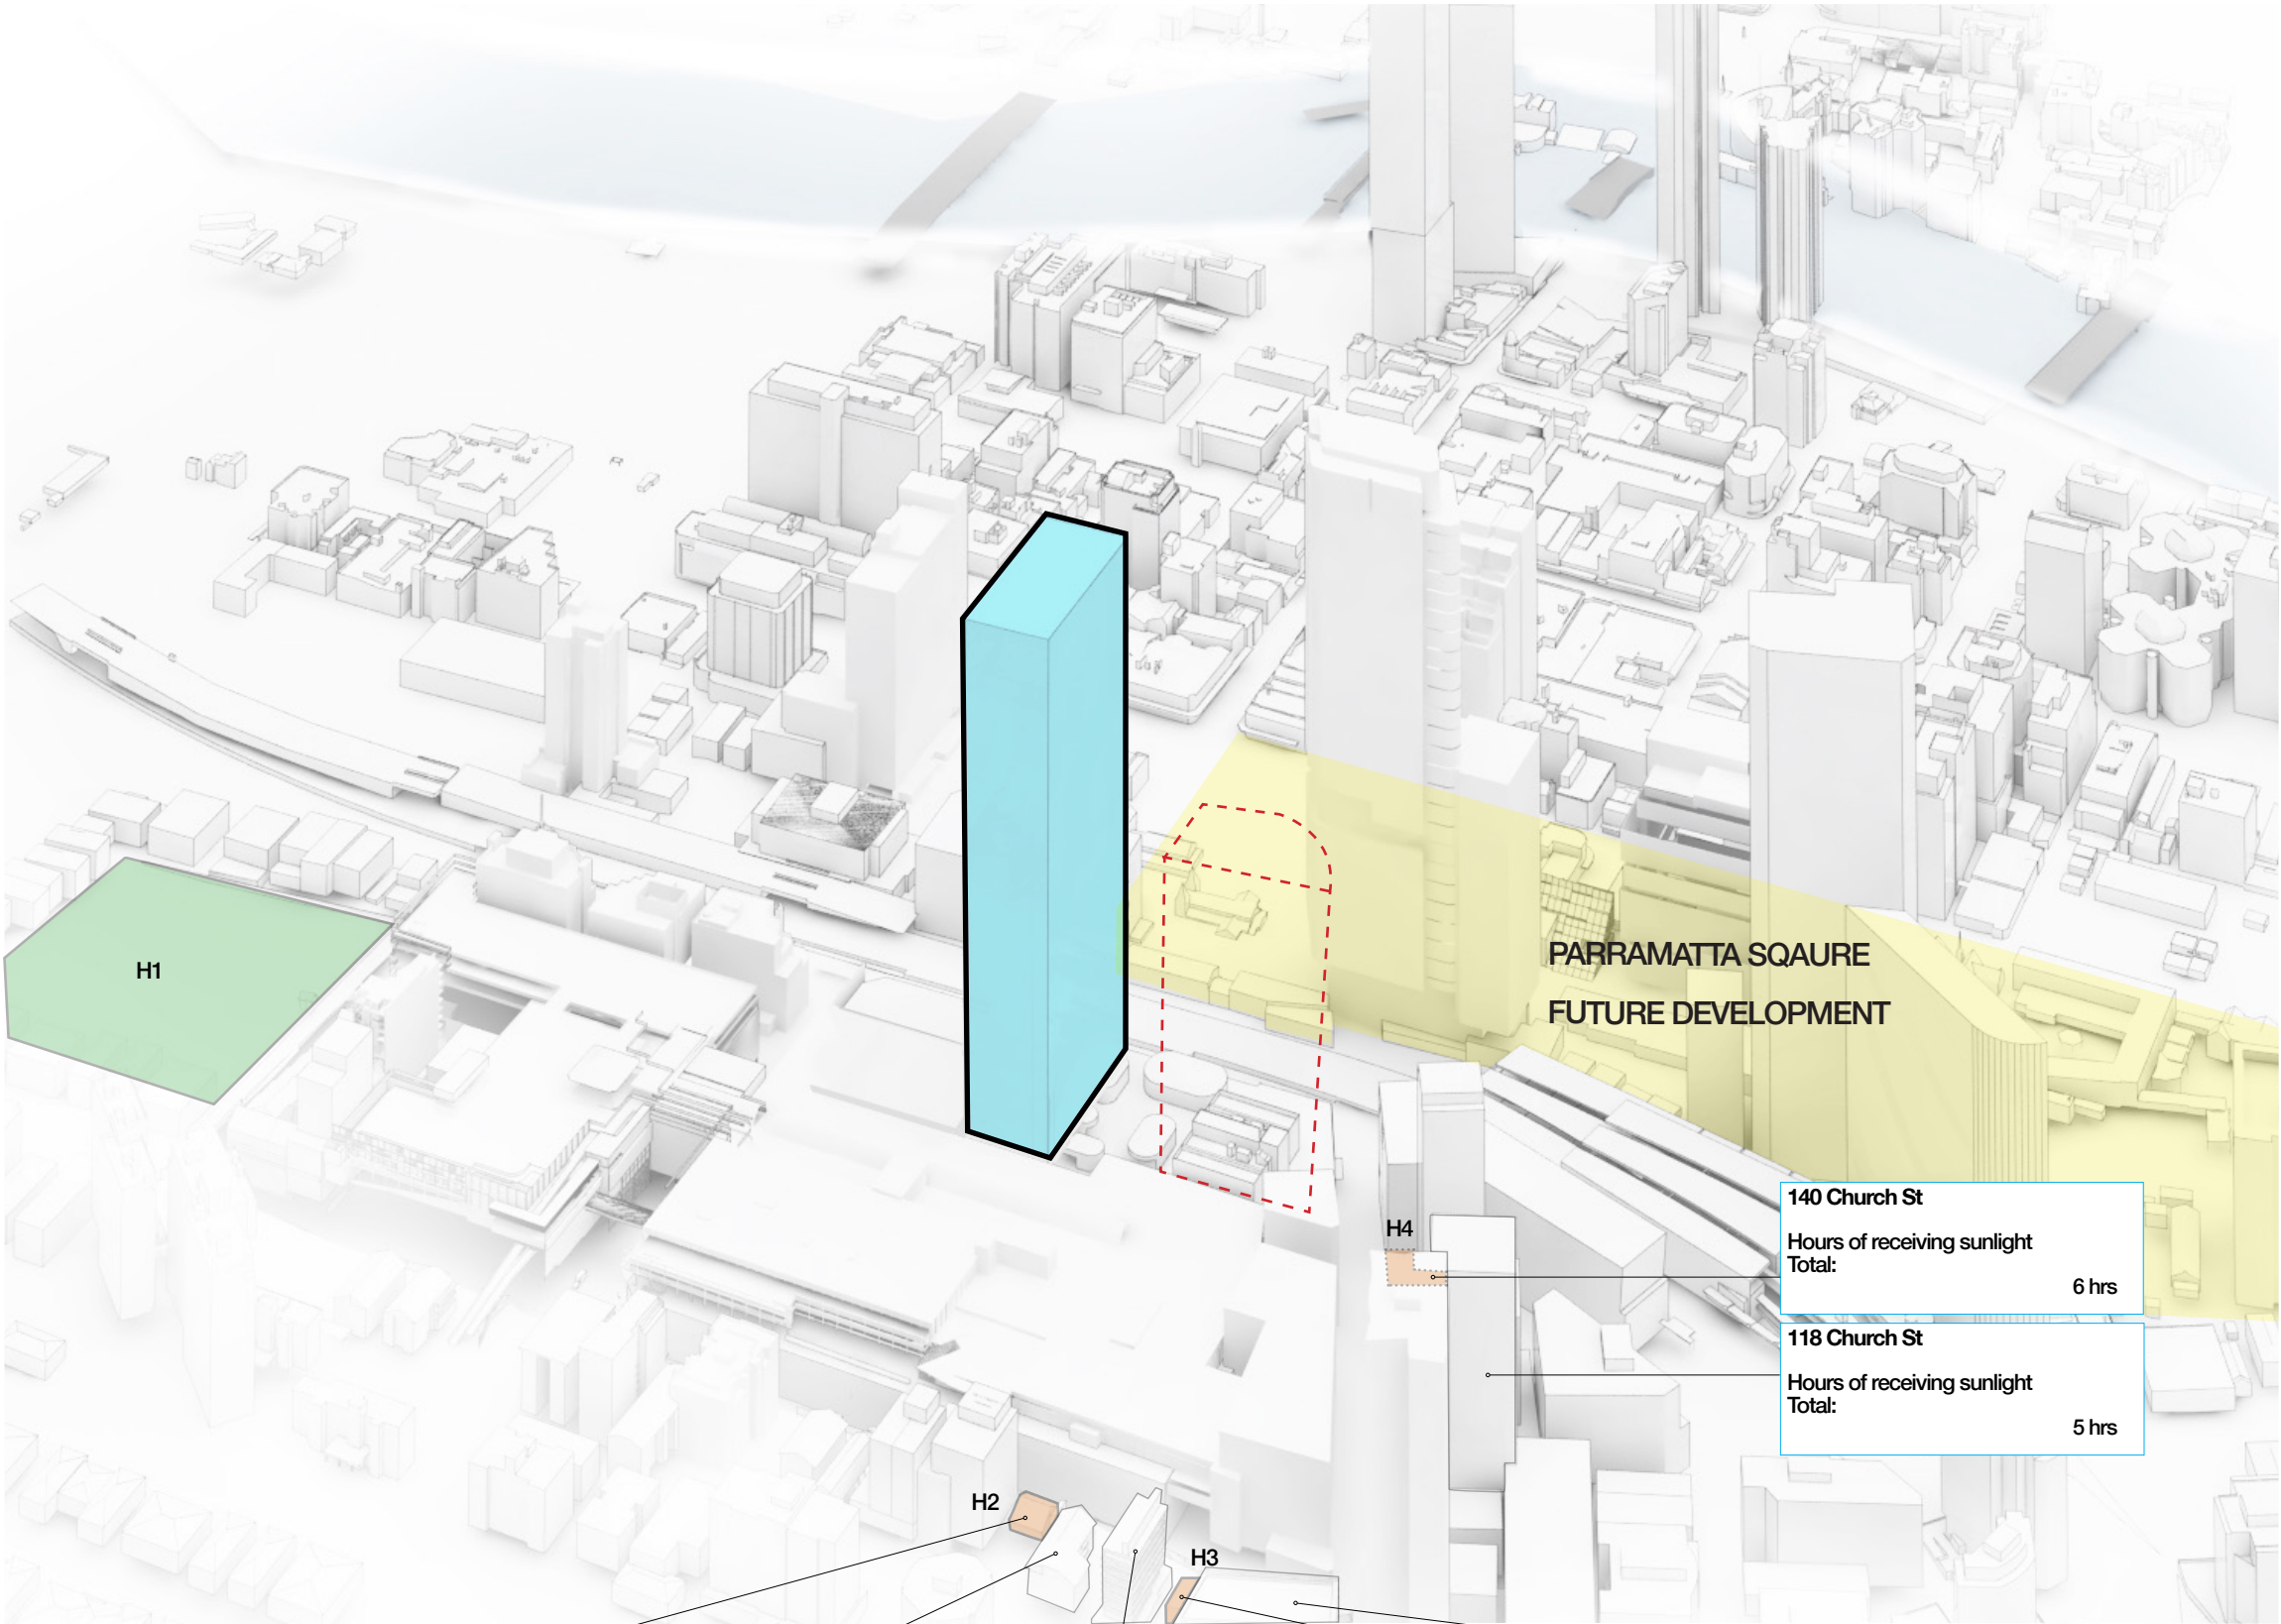 H1
PARRAMATTA SQAURE
FUTURE DEVELOPMENT
H4
140 Church St
Hours of receiving sunlight
Total:
6 hrs
118 Church St
Hours of receiving sunlight
Total:
5 hrs
H2
H3